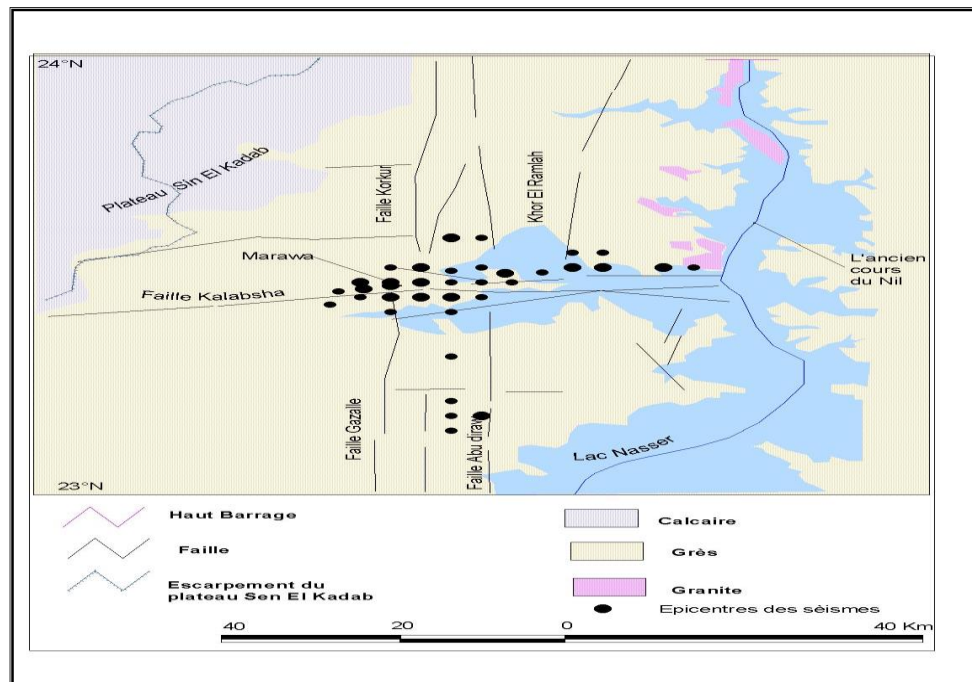 24°N
Plateau Sin El Kadab
Faille Korkur
Khor El Ramlah
Marawa
Faille Kalabsha
L'ancien
cours
du Nil
Faille Gazalle
Faille Abu diraw
Lac Nasser
23°N
Haut Barrage
Faille
Escarpement du
plateau Sen El Kadab
Calcaire
Grès
Granite
Epicentres des sèismes
40 20 0 40 Km